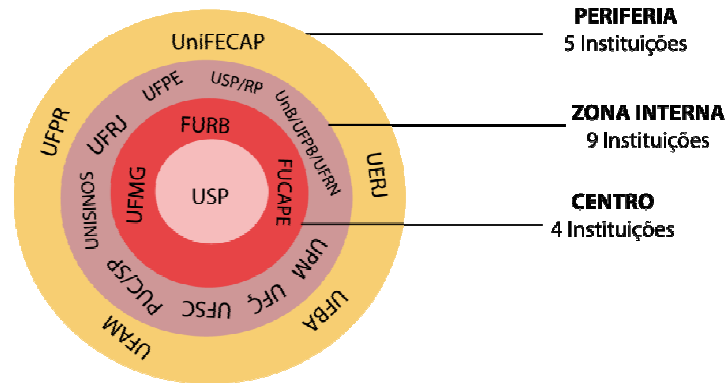 PERIFERIA
5 Instituições
ZONA INTERNA
9 Instituições
CENTRO
4 Instituições
UniFECAP
UFPR
UERJ
UFAM
UFBA
UFPE
USP/RP
UnB/UFPB/UFRN
UFRJ
UNISINOS
PUC/SP
UFSC
UFÇ
UPM
FURB
UFMG
FUCAPE
USP